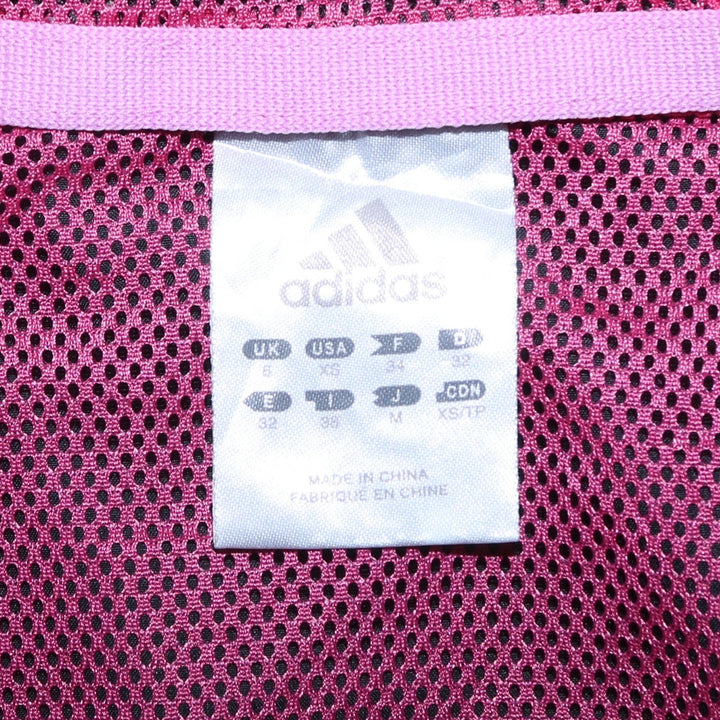 adidas
UK USA F D
6 XS 34 32
E I J CDN
32 38 M XS/TP
MADE IN CHINA
FABRIQUE EN CHINE